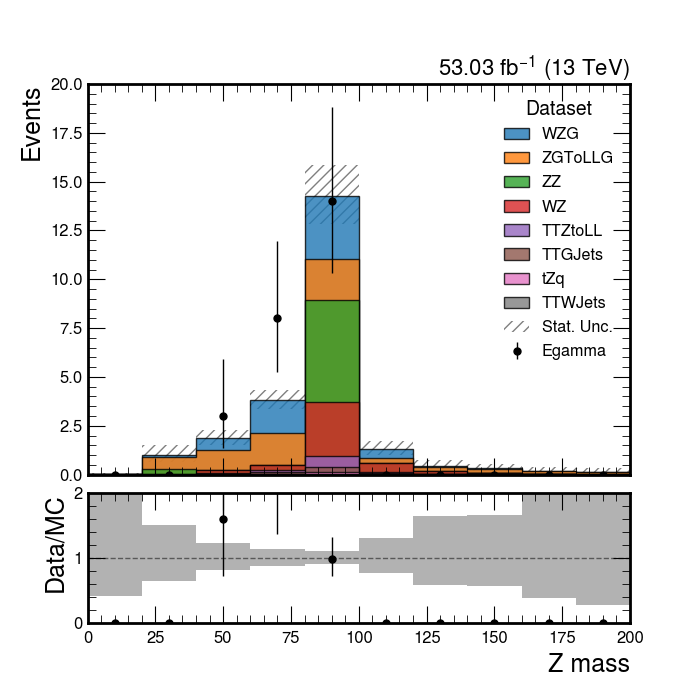 53.03 fb⁻¹ (13 TeV)
Events
20.0
17.5
15.0
12.5
10.0
7.5
5.0
2.5
0.0
Dataset
WZG
ZGToLLG
ZZ
WZ
TTZtoLL
TTGJets
tZq
TTWJets
Stat. Unc.
Egamma
Data/MC
2
1
0
0 25 50 75 100 125 150 175 200
Z mass